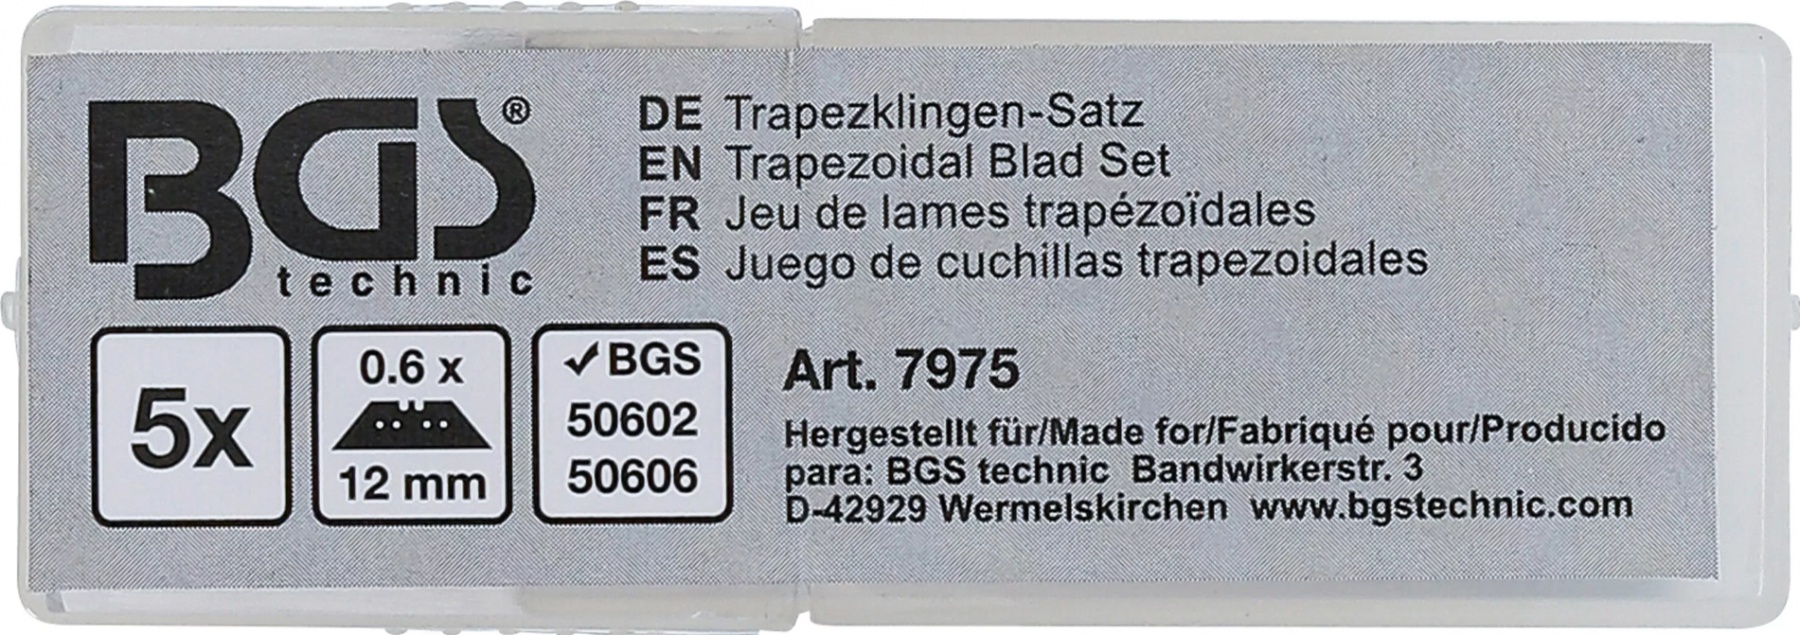 BGS®
technic
DE Trapezklingen-Satz
EN Trapezoidal Blad Set
FR Jeu de lames trapézoïdales
ES Juego de cuchillas trapezoidales
5x
0.6 x
12 mm
✓BGS
50602
50606
Art. 7975
Hergestellt für/Made for/Fabriqué pour/Producido
para: BGS technic Bandwirkerstr. 3
D-42929 Wermelskirchen www.bgstechnic.com